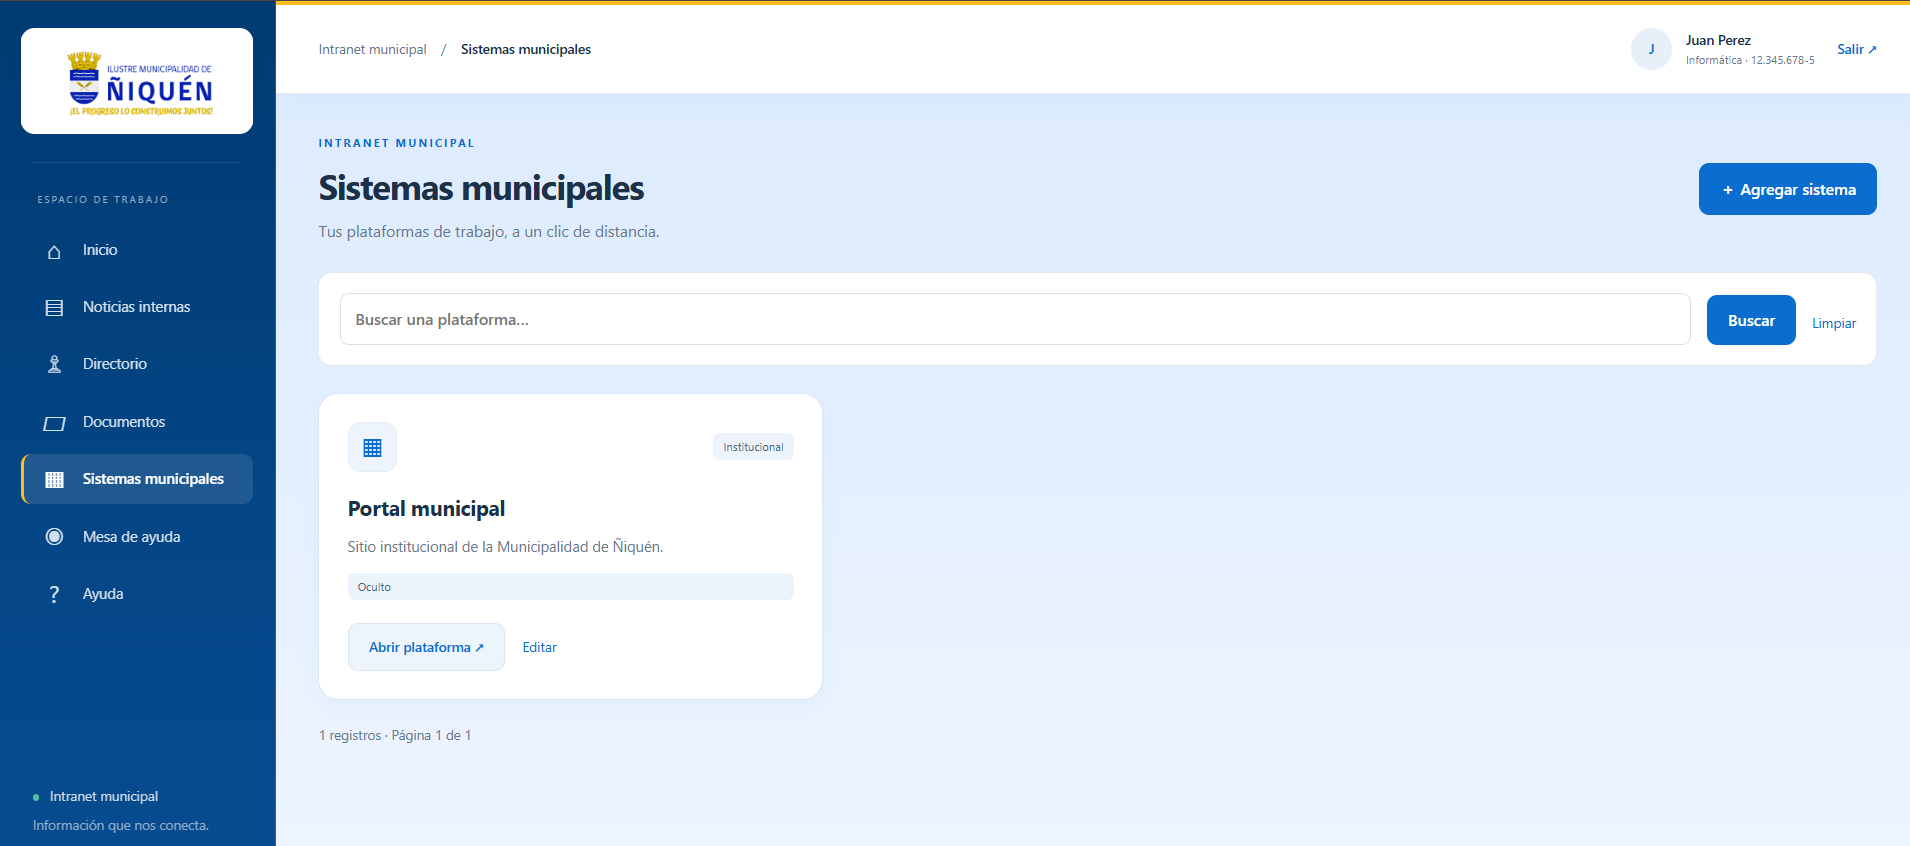 ILUSTRE MUNICIPALIDAD DE
ÑIQUÉN
¡EL PROGRESO LO CONSTRUIMOS JUNTOS!
ESPACIO DE TRABAJO
Inicio
Noticias internas
Directorio
Documentos
Sistemas municipales
Mesa de ayuda
? Ayuda
Intranet municipal
Información que nos conecta.
Intranet municipal / Sistemas municipales
J
Juan Perez
Informática · 12.345.678-5
Salir ↗
INTRANET MUNICIPAL
Sistemas municipales
Tus plataformas de trabajo, a un clic de distancia.
+ Agregar sistema
Buscar una plataforma...
Buscar
Limpiar
Institucional
Portal municipal
Sitio institucional de la Municipalidad de Ñiquén.
Oculto
Abrir plataforma ↗
Editar
1 registros · Página 1 de 1